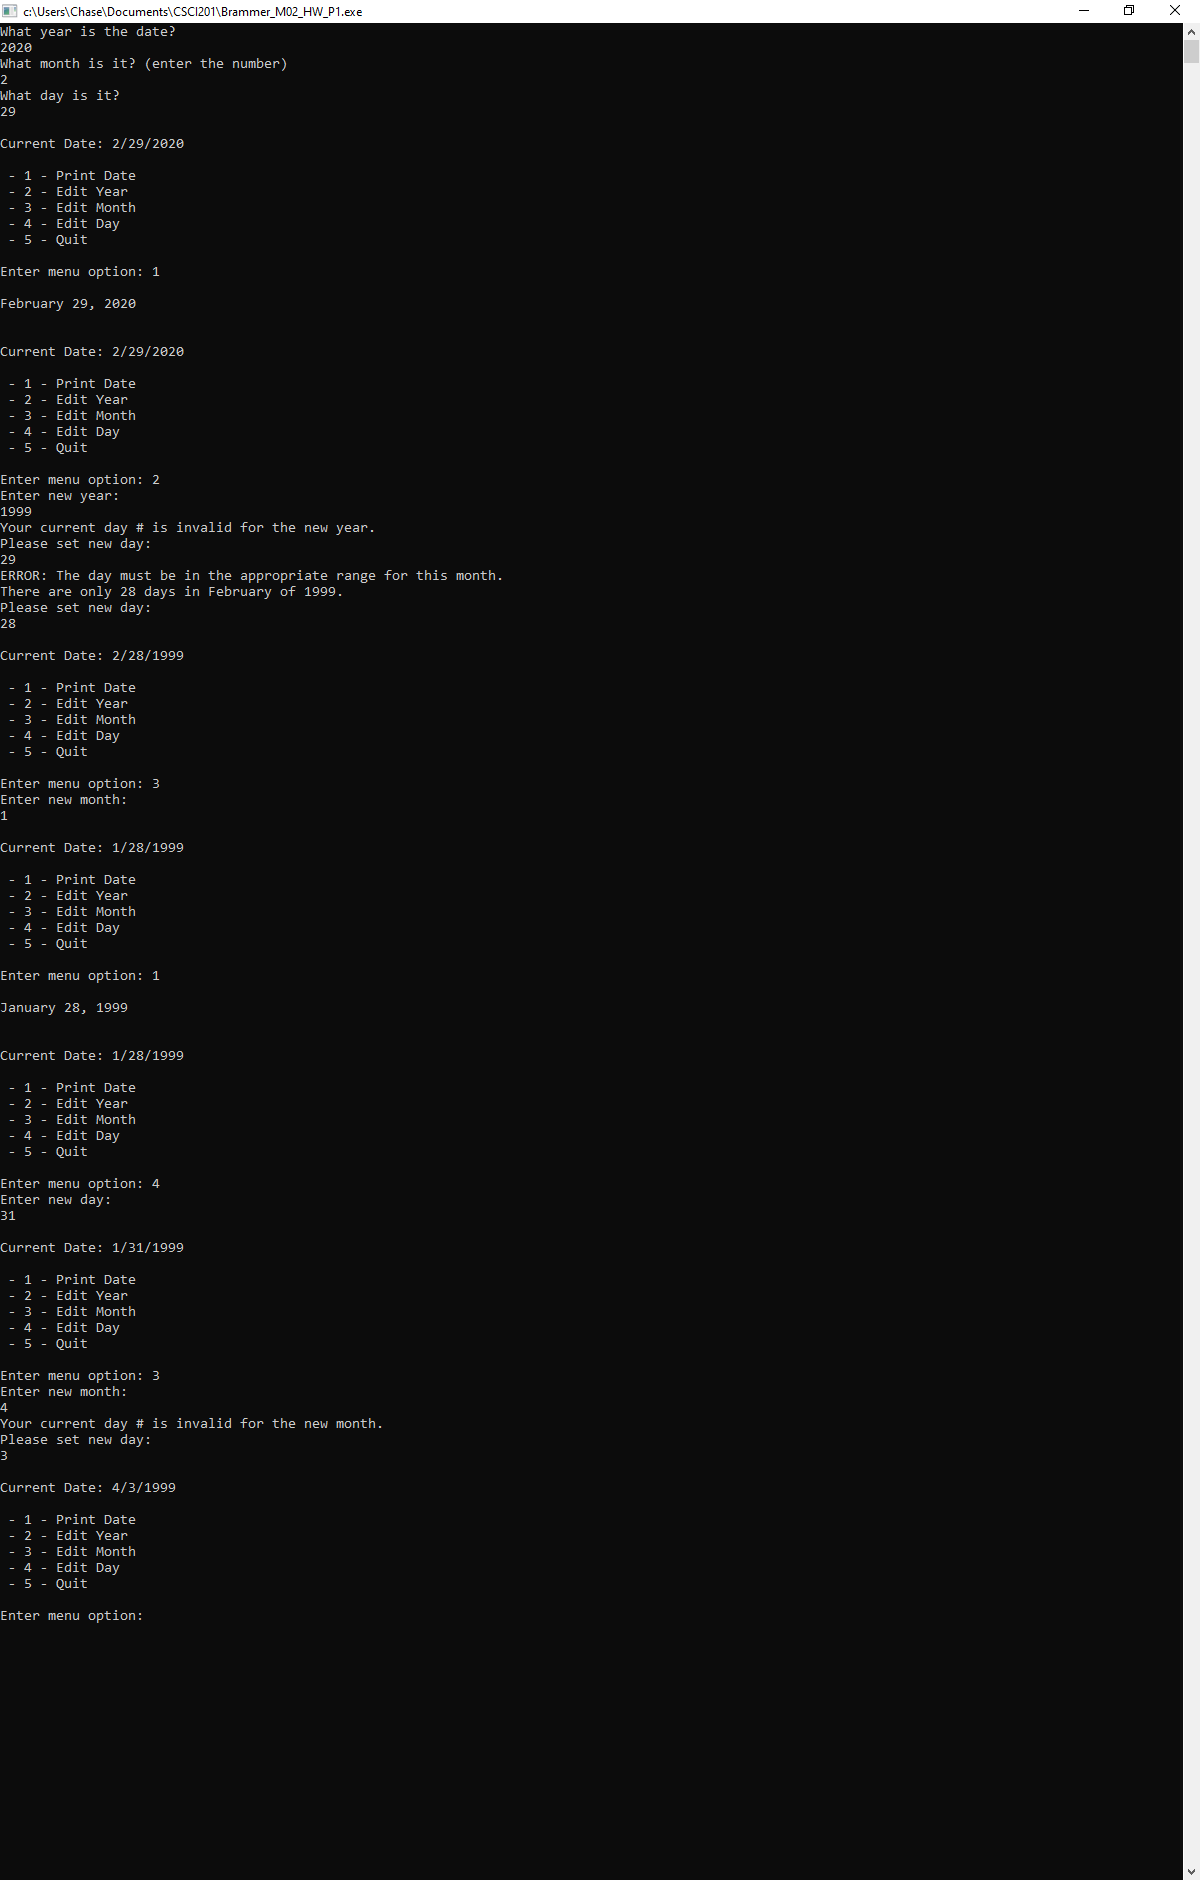 c:\Users\Chase\Documents\CSCI201\Brammer_M02_HW_P1.exe
What year is the date?
2020
What month is it? (enter the number)
2
What day is it?
29
Current Date: 2/29/2020
- 1 - Print Date
- 2 - Edit Year
- 3 - Edit Month
- 4 - Edit Day
- 5 - Quit
Enter menu option: 1
February 29, 2020
Current Date: 2/29/2020
- 1 - Print Date
- 2 - Edit Year
- 3 - Edit Month
- 4 - Edit Day
- 5 - Quit
Enter menu option: 2
Enter new year:
1999
Your current day # is invalid for the new year.
Please set new day:
29
ERROR: The day must be in the appropriate range for this month.
There are only 28 days in February of 1999.
Please set new day:
28
Current Date: 2/28/1999
- 1 - Print Date
- 2 - Edit Year
- 3 - Edit Month
- 4 - Edit Day
- 5 - Quit
Enter menu option: 3
Enter new month:
1
Current Date: 1/28/1999
- 1 - Print Date
- 2 - Edit Year
- 3 - Edit Month
- 4 - Edit Day
- 5 - Quit
Enter menu option: 1
January 28, 1999
Current Date: 1/28/1999
- 1 - Print Date
- 2 - Edit Year
- 3 - Edit Month
- 4 - Edit Day
- 5 - Quit
Enter menu option: 4
Enter new day:
31
Current Date: 1/31/1999
- 1 - Print Date
- 2 - Edit Year
- 3 - Edit Month
- 4 - Edit Day
- 5 - Quit
Enter menu option: 3
Enter new month:
4
Your current day # is invalid for the new month.
Please set new day:
3
Current Date: 4/3/1999
- 1 - Print Date
- 2 - Edit Year
- 3 - Edit Month
- 4 - Edit Day
- 5 - Quit
Enter menu option: